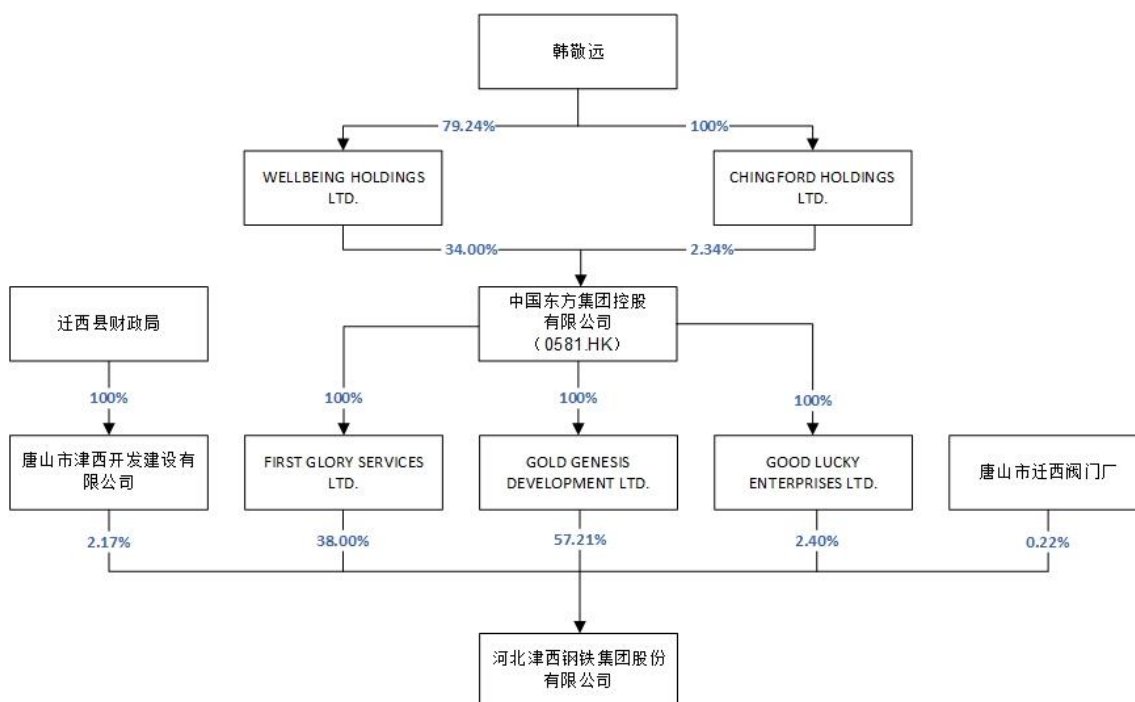 韩敬远
79.24%
100%
WELLBEING HOLDINGS
LTD.
CHINGFORD HOLDINGS
LTD.
34.00%
2.34%
迁西县财政局
中国东方集团控股
有限公司
（0581.HK）
100%
100%
100%
100%
唐山市津西开发建设有
限公司
FIRST GLORY SERVICES
LTD.
GOLD GENESIS
DEVELOPMENT LTD.
GOOD LUCKY
ENTERPRISES LTD.
唐山市迁西阀门厂
2.17%
38.00%
57.21%
2.40%
0.22%
河北津西钢铁集团股份
有限公司